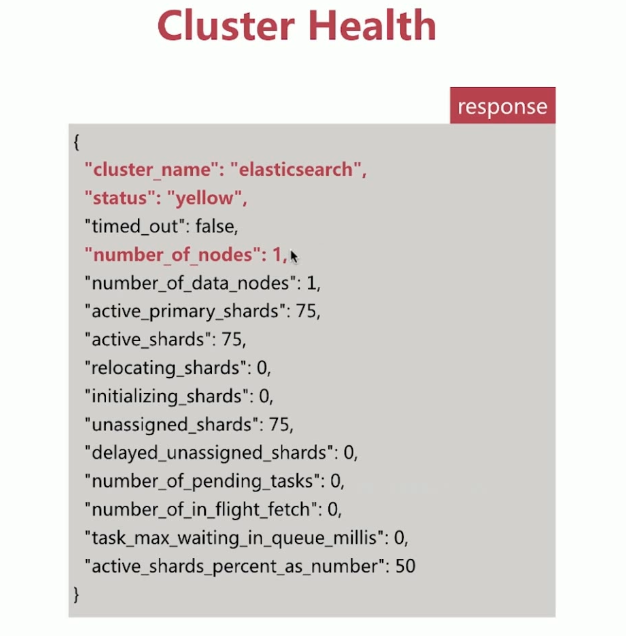 Cluster Health
response
{
"cluster_name": "elasticsearch",
"status": "yellow",
"timed_out": false,
"number_of_nodes": 1,
"number_of_data_nodes": 1,
"active_primary_shards": 75,
"active_shards": 75,
"relocating_shards": 0,
"initializing_shards": 0,
"unassigned_shards": 75,
"delayed_unassigned_shards": 0,
"number_of_pending_tasks": 0,
"number_of_in_flight_fetch": 0,
"task_max_waiting_in_queue_millis": 0,
"active_shards_percent_as_number": 50
}